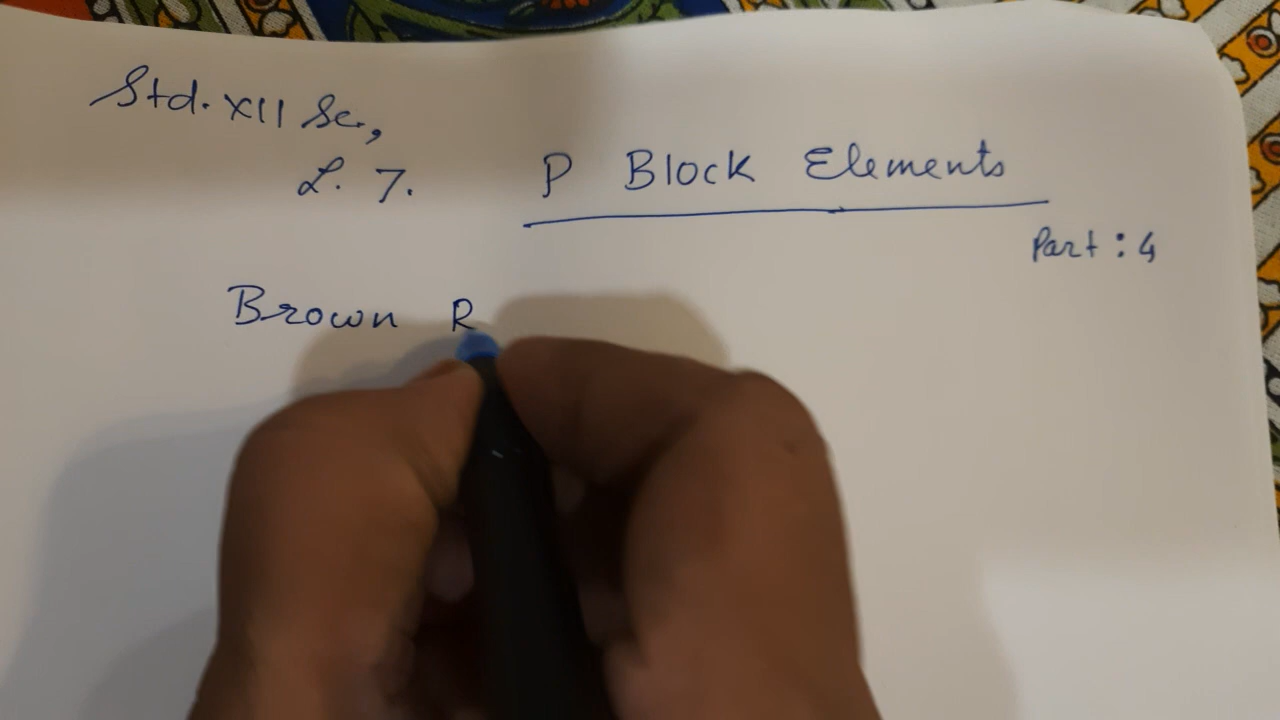 Std. XII Sc.,
L. 7. P Block Elements
Part : 4
Brown R